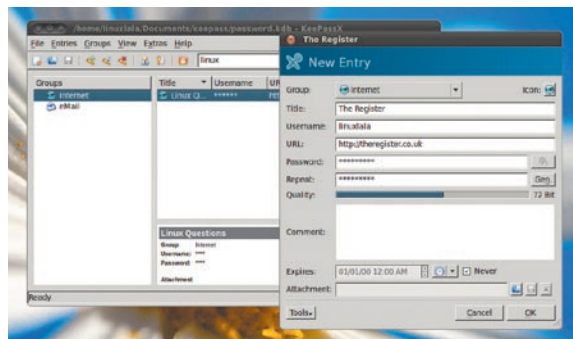 /home/linuxlala/Documents/keepass/password.kdb - KeePassX
File Entries Groups View Extras Help
linux
Groups
Internet
eMail
Title Username UR
Linux Q... ******
Linux Questions
Group: Internet
Username: ****
Password: ****
Attachment
Ready
The Register
New Entry
Group: Internet Icon:
Title: The Register
Username: linuxlala
URL: http://theregister.co.uk
Password: *********
Repeat: ********* Gen.
Quality: 72 Bit
Comment:
Expires: 01/01/00 12:00 AM Never
Attachment:
Tools Cancel OK